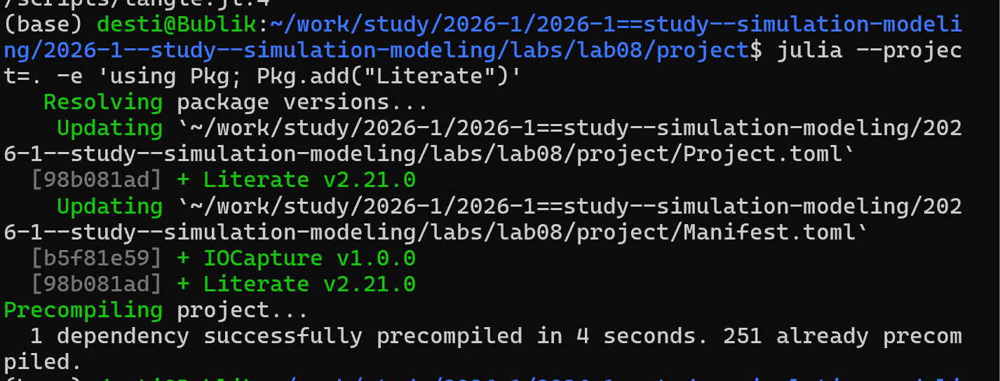 /scripts/tangle.jl:4
(base) desti@Bublik:~/work/study/2026-1/2026-1==study--simulation-modeli
ng/2026-1--study--simulation-modeling/labs/lab08/project$ julia --projec
t=. -e 'using Pkg; Pkg.add("Literate")'
   Resolving package versions...
    Updating `~/work/study/2026-1/2026-1==study--simulation-modeling/202
6-1--study--simulation-modeling/labs/lab08/project/Project.toml`
  [98b081ad] + Literate v2.21.0
    Updating `~/work/study/2026-1/2026-1==study--simulation-modeling/202
6-1--study--simulation-modeling/labs/lab08/project/Manifest.toml`
  [b5f81e59] + IOCapture v1.0.0
  [98b081ad] + Literate v2.21.0
Precompiling project...
  1 dependency successfully precompiled in 4 seconds. 251 already precom
piled.